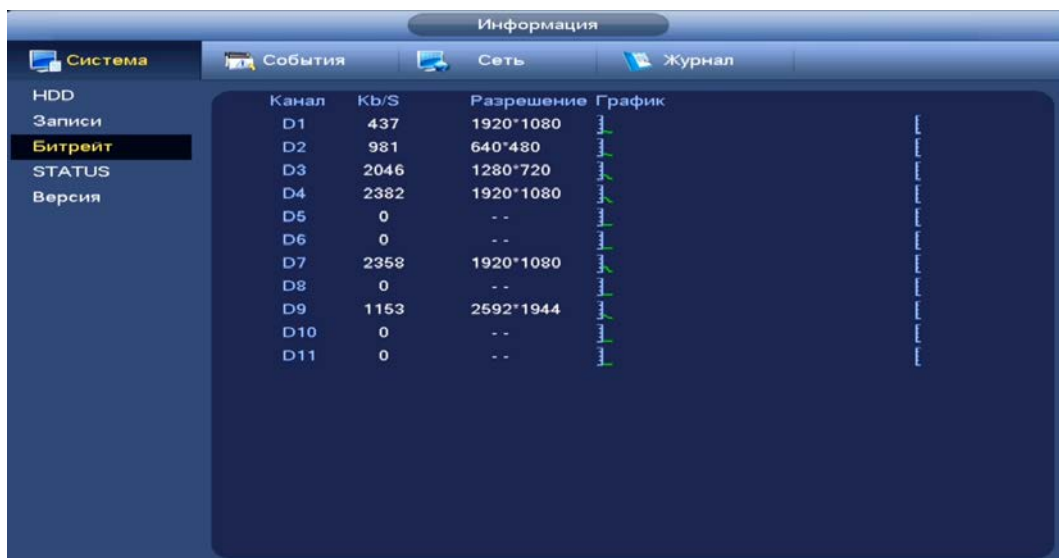 Информация
Система События Сеть Журнал
HDD
Записи
Битрейт
STATUS
Версия
Канал Kb/S Разрешение График
D1 437 1920*1080
D2 981 640*480
D3 2046 1280*720
D4 2382 1920*1080
D5 0 - -
D6 0 - -
D7 2358 1920*1080
D8 0 - -
D9 1153 2592*1944
D10 0 - -
D11 0 - -